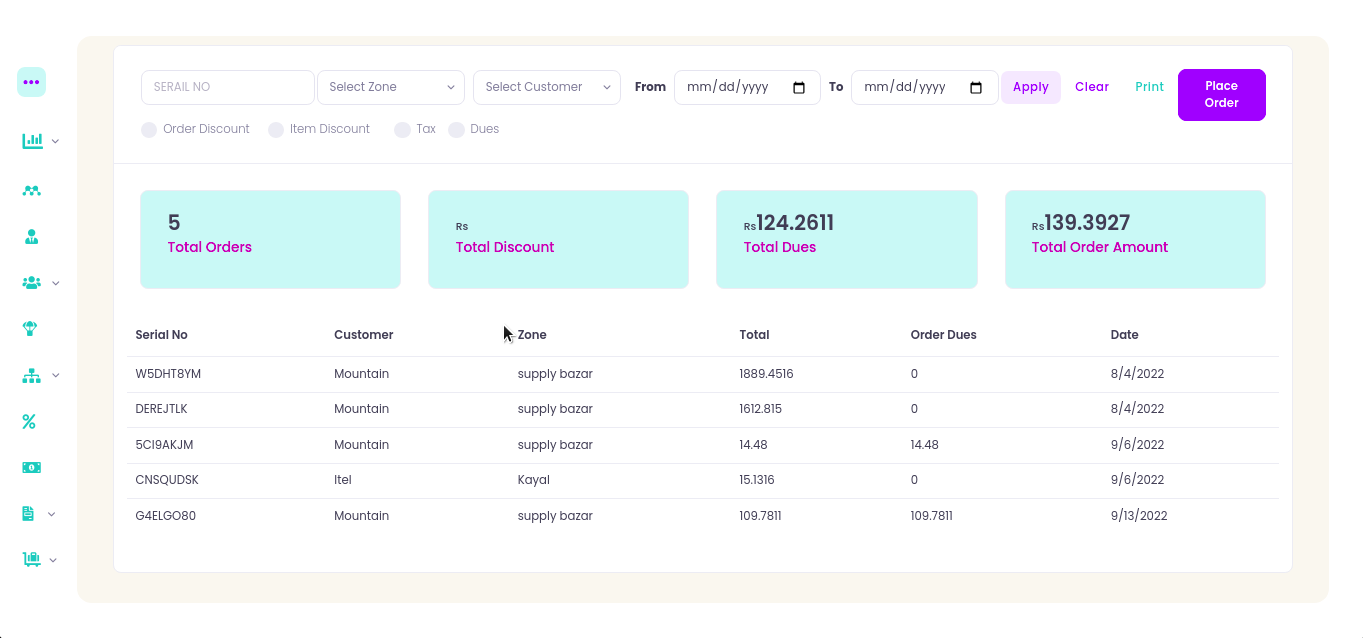 SERAIL NO Select Zone Select Customer From mm/dd/yyyy To mm/dd/yyyy Apply Clear Print Place Order
Order Discount Item Discount Tax Dues
5 Rs Rs124.2611 Rs139.3927
Total Orders Total Discount Total Dues Total Order Amount
Serial No Customer Zone Total Order Dues Date
W5DHT8YM Mountain supply bazar 1889.4516 0 8/4/2022
DEREJTLK Mountain supply bazar 1612.815 0 8/4/2022
5CI9AKJM Mountain supply bazar 14.48 14.48 9/6/2022
CNSQUDSK Itel Kayal 15.1316 0 9/6/2022
G4ELGO80 Mountain supply bazar 109.7811 109.7811 9/13/2022